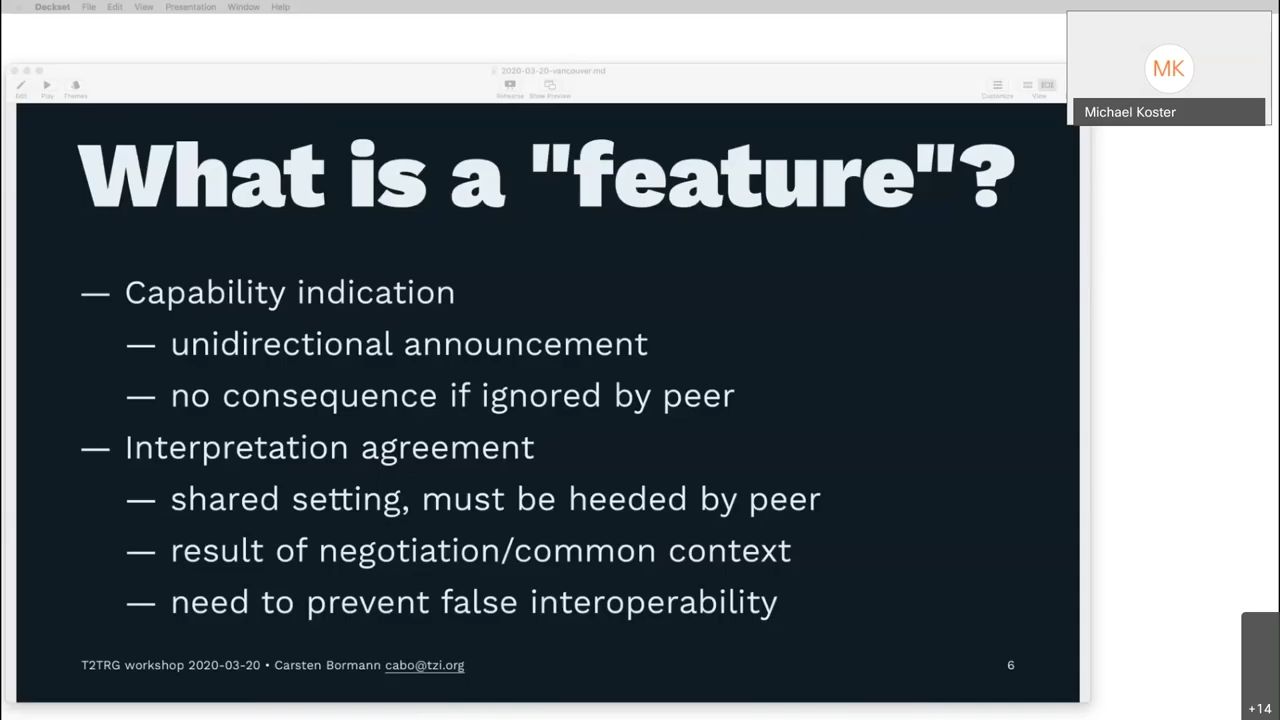 Deckset File Edit View Presentation Window Help
MK
Michael Koster
2020-03-20-vancouver.md
Edit Play Themes Rehearse Show Preview Customize View
What is a "feature"?
— Capability indication
— unidirectional announcement
— no consequence if ignored by peer
— Interpretation agreement
— shared setting, must be heeded by peer
— result of negotiation/common context
— need to prevent false interoperability
T2TRG workshop 2020-03-20 • Carsten Bormann cabo@tzi.org 6
+14